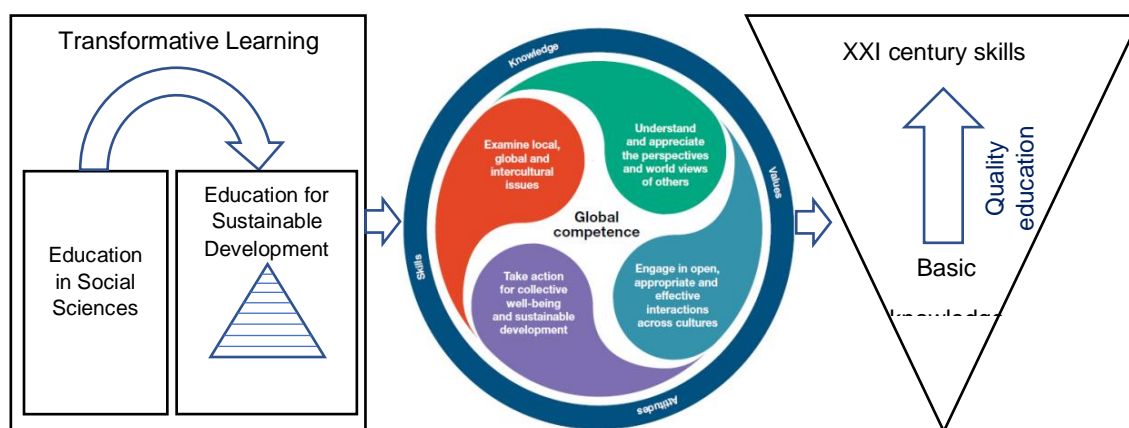 Transformative Learning
Education
in Social
Sciences
Education for
Sustainable
Development
Knowledge
Values
Attitudes
Skills
Examine local,
global and
intercultural
issues
Understand
and appreciate
the perspectives
and world views
of others
Global
competence
Take action
for collective
well-being
and sustainable
development
Engage in open,
appropriate and
effective
interactions
across cultures
XXI century skills
Quality
education
Basic
knowledge